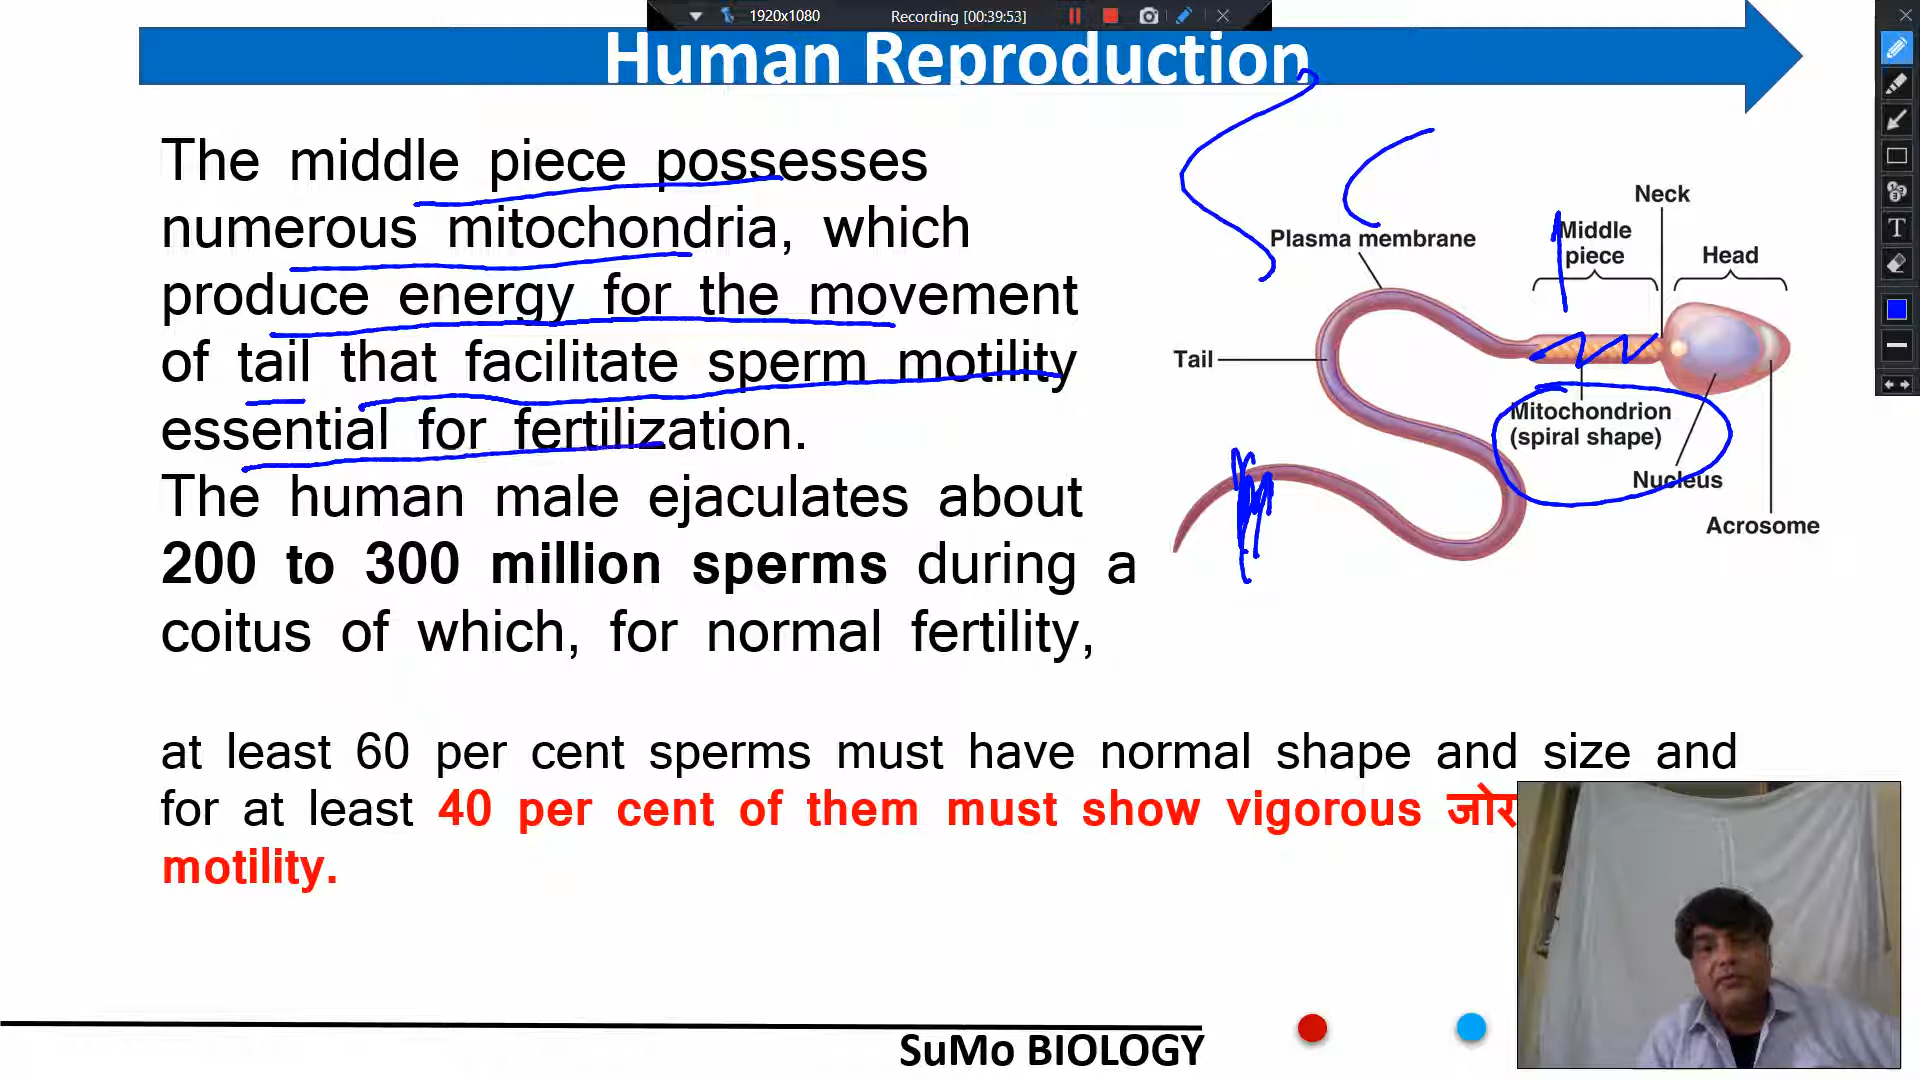 1920x1080
Recording [00:39:53]
Human Reproduction
The middle piece possesses
numerous mitochondria, which
produce energy for the movement
of tail that facilitate sperm motility
essential for fertilization.
The human male ejaculates about
200 to 300 million sperms during a
coitus of which, for normal fertility,
at least 60 per cent sperms must have normal shape and size and
for at least 40 per cent of them must show vigorous जोर
motility.
Neck
Plasma membrane
Middle
piece
Head
Tail
Mitochondrion
(spiral shape)
Nucleus
Acrosome
SuMo BIOLOGY